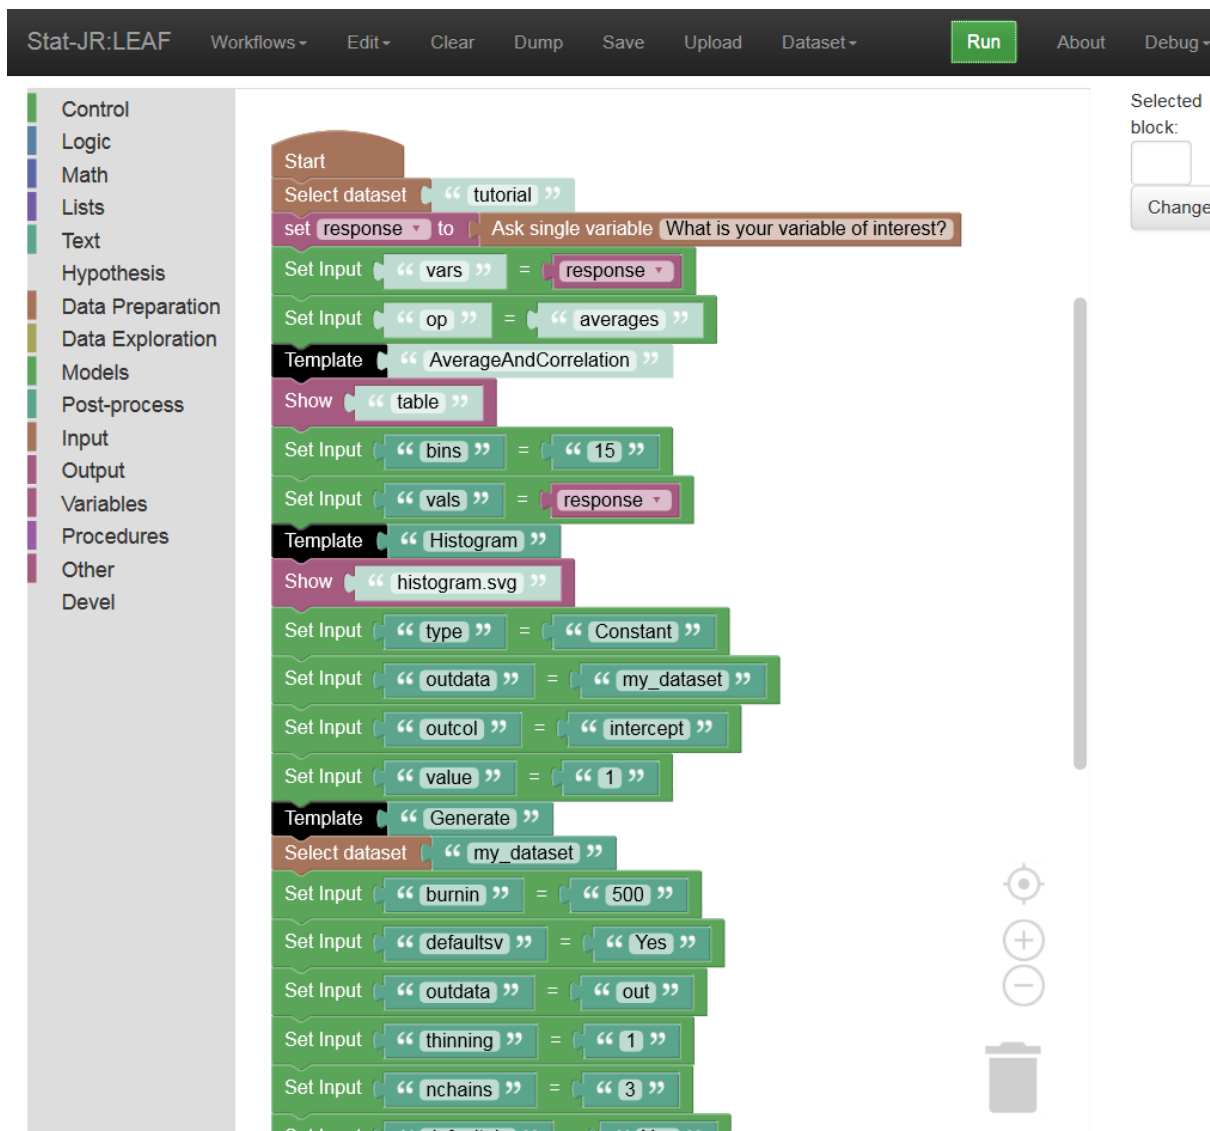 Stat-JR:LEAF Workflows Edit Clear Dump Save Upload Dataset Run About Debug
Control
Logic
Math
Lists
Text
Hypothesis
Data Preparation
Data Exploration
Models
Post-process
Input
Output
Variables
Procedures
Other
Devel
Start
Select dataset “ tutorial ”
set response to Ask single variable What is your variable of interest?
Set Input “ vars ” = response
Set Input “ op ” = “ averages ”
Template “ AverageAndCorrelation ”
Show “ table ”
Set Input “ bins ” = “ 15 ”
Set Input “ vals ” = response
Template “ Histogram ”
Show “ histogram.svg ”
Set Input “ type ” = “ Constant ”
Set Input “ outdata ” = “ my_dataset ”
Set Input “ outcol ” = “ intercept ”
Set Input “ value ” = “ 1 ”
Template “ Generate ”
Select dataset “ my_dataset ”
Set Input “ burnin ” = “ 500 ”
Set Input “ defaultsv ” = “ Yes ”
Set Input “ outdata ” = “ out ”
Set Input “ thinning ” = “ 1 ”
Set Input “ nchains ” = “ 3 ”
Selected
block:
Change